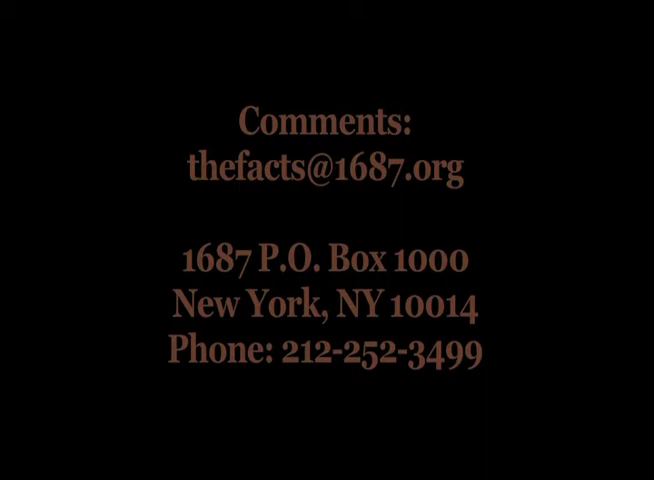 Comments:
thefacts@1687.org
1687 P.O. Box 1000
New York, NY 10014
Phone: 212-252-3499